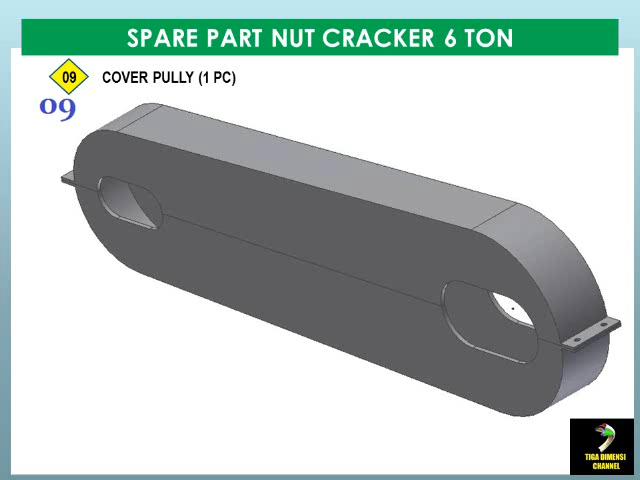 SPARE PART NUT CRACKER 6 TON
09 COVER PULLY (1 PC)
09
TIGA DIMENSI
CHANNEL